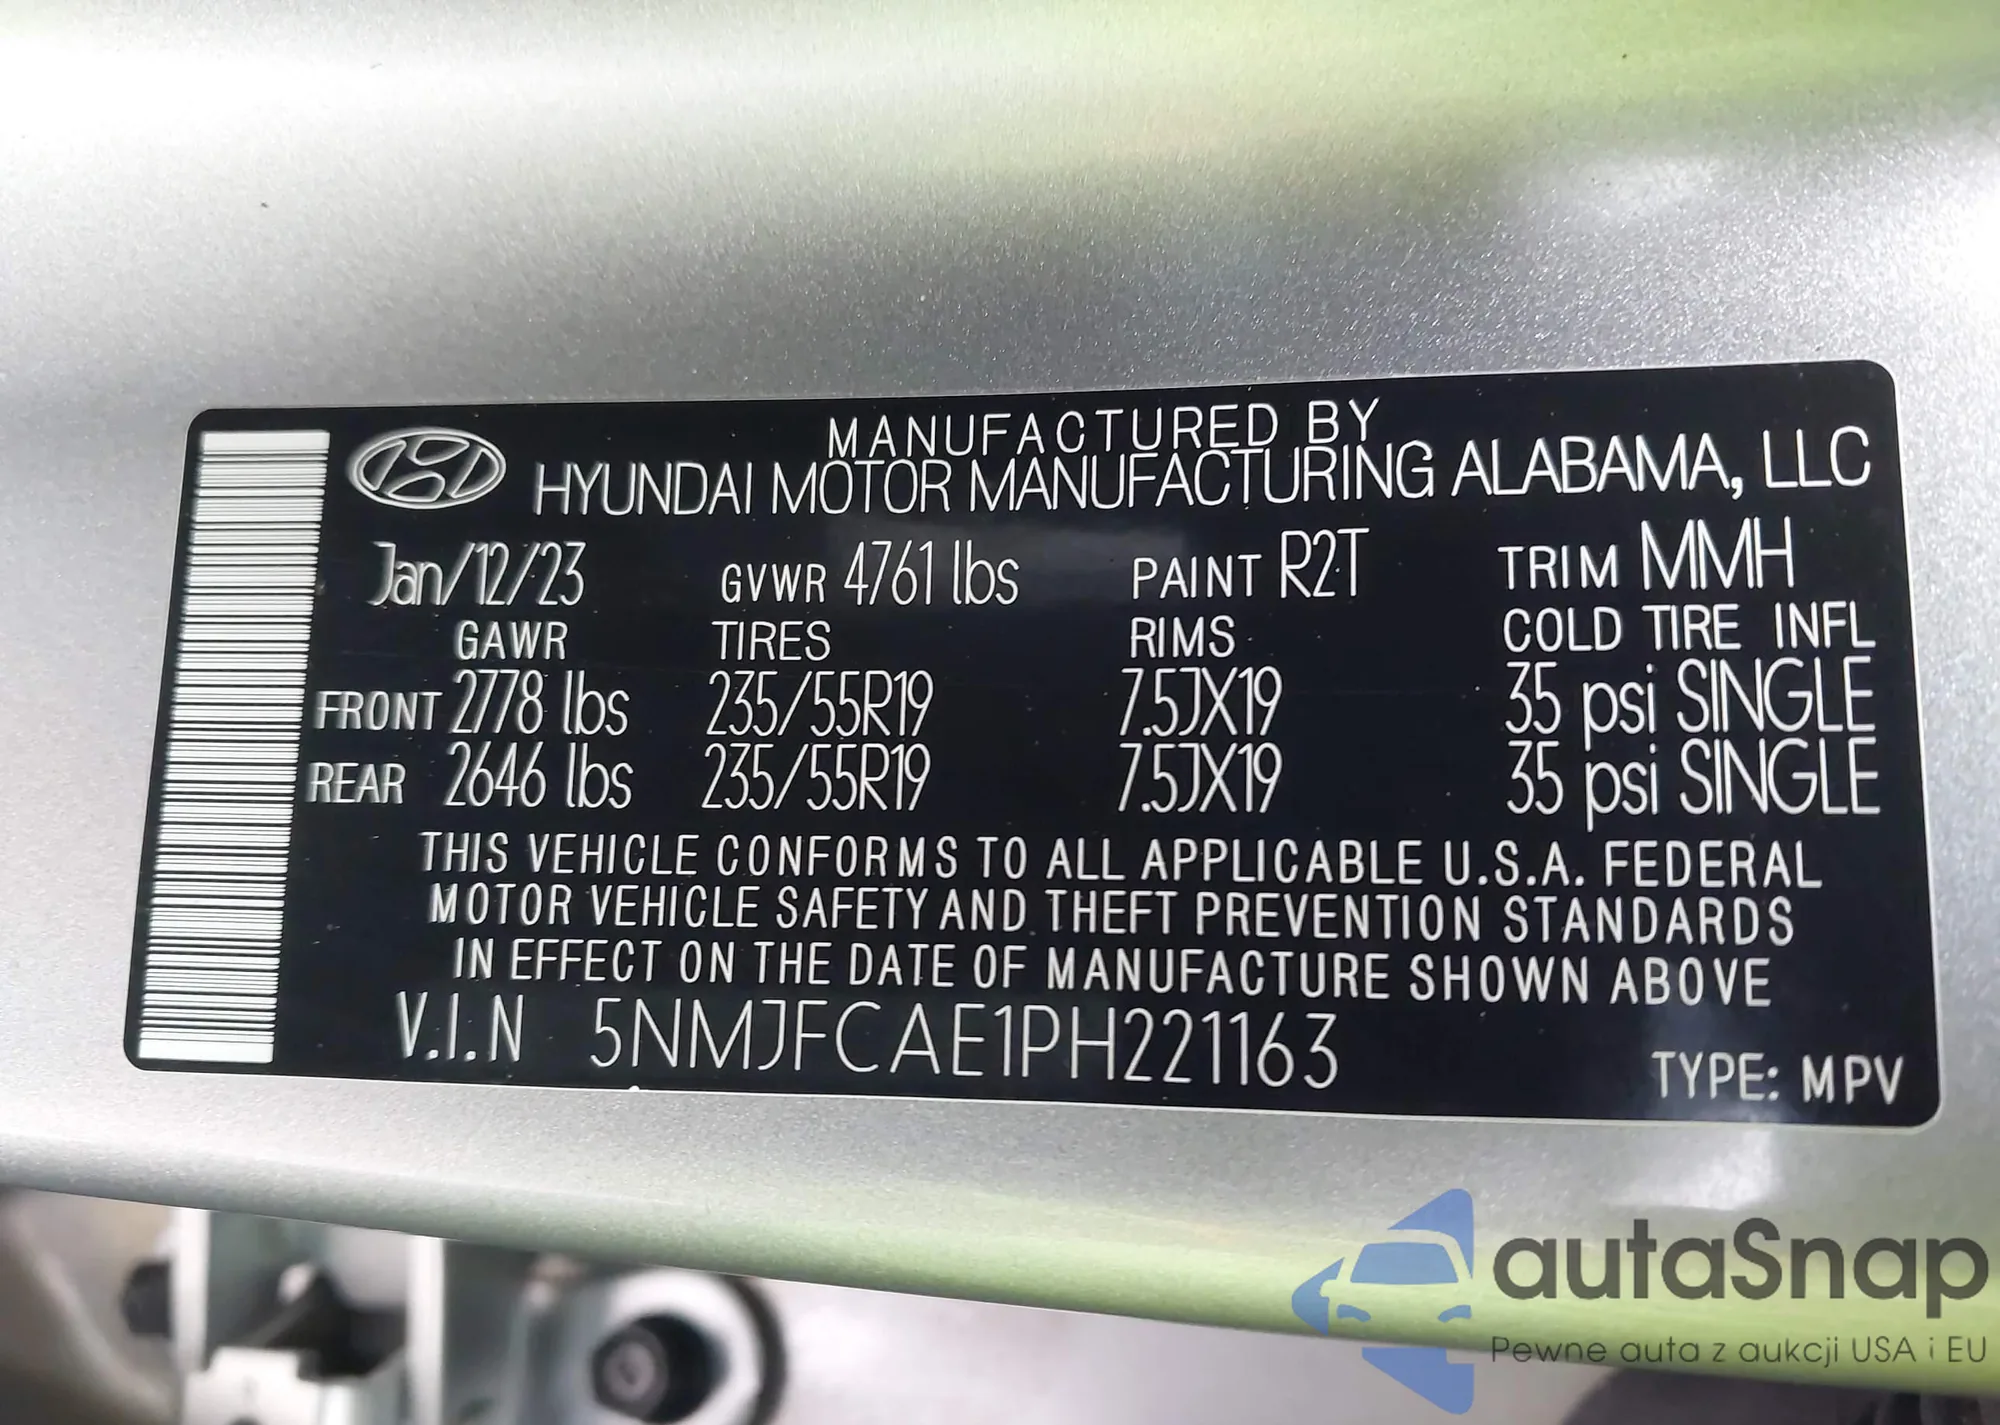 MANUFACTURED BY
HYUNDAI MOTOR MANUFACTURING ALABAMA, LLC
Jan/12/23 GVWR 4761 lbs PAINT R2T TRIM MMH
GAWR TIRES RIMS COLD TIRE INFL
FRONT 2778 lbs 235/55R19 7.5JX19 35 psi SINGLE
REAR 2646 lbs 235/55R19 7.5JX19 35 psi SINGLE
THIS VEHICLE CONFORMS TO ALL APPLICABLE U.S.A. FEDERAL
MOTOR VEHICLE SAFETY AND THEFT PREVENTION STANDARDS
IN EFFECT ON THE DATE OF MANUFACTURE SHOWN ABOVE
V.I.N 5NMJFCAE1PH221163
TYPE: MPV
autaSnap
Pewne auta z aukcji USA i EU